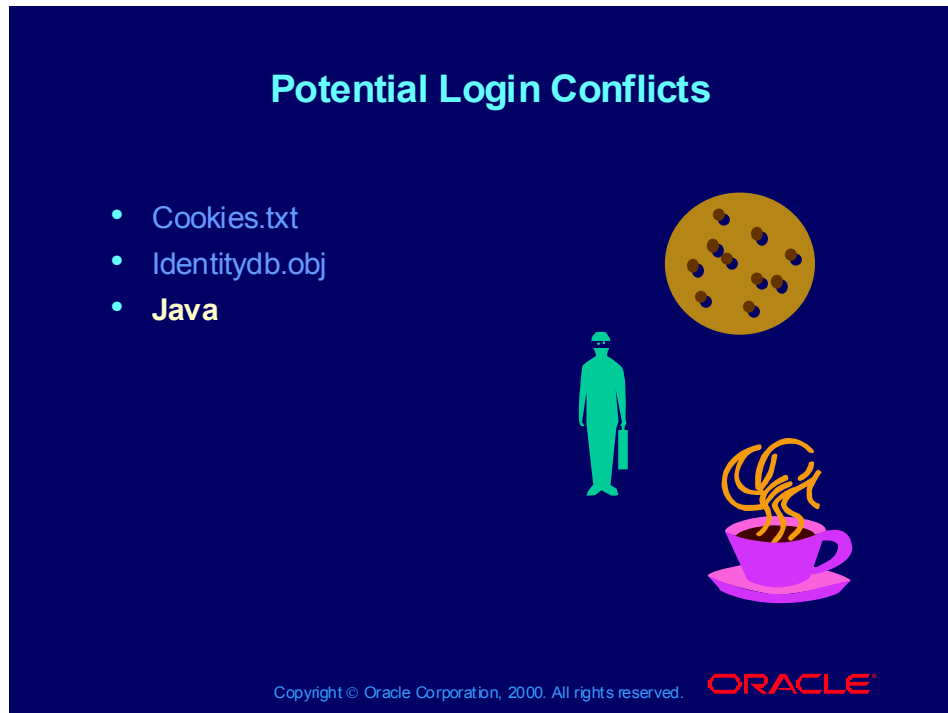 Potential Login Conflicts
• Cookies.txt
• Identitydb.obj
• Java
Copyright © Oracle Corporation, 2000. All rights reserved.
ORACLE®